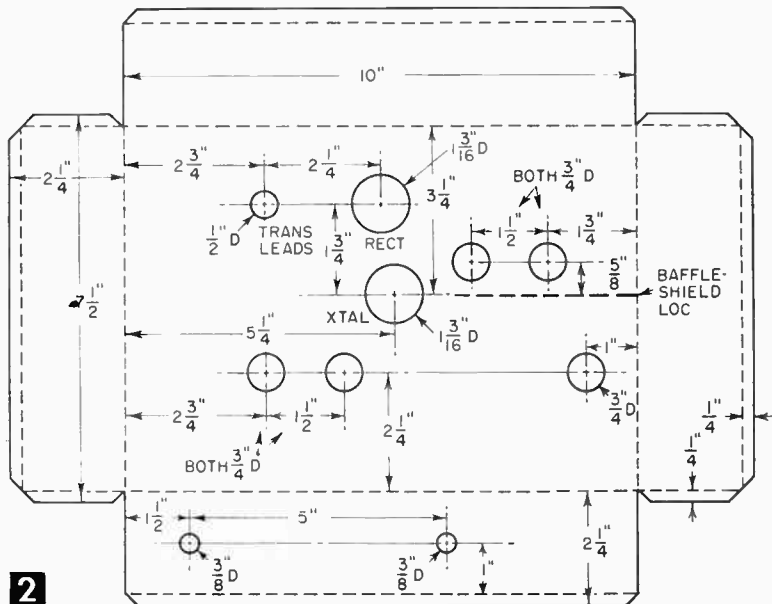 10"
2 3/4"
2 1/4"
1 3/16" D
3 1/4"
BOTH 3/4" D
2 1/4"
1/2" D
TRANS
LEADS
RECT
1 3/4"
1 1/2"
1 3/4"
5/8"
BAFFLE-
SHIELD
LOC
7 1/2"
XTAL
5 1/4"
1 3/16" D
1"
3/4" D
2 3/4"
1 1/2"
2 1/4"
BOTH 3/4" D
1/4"
1/4"
1 1/2"
5"
2 1/4"
3/8" D
3/8" D
1"
2